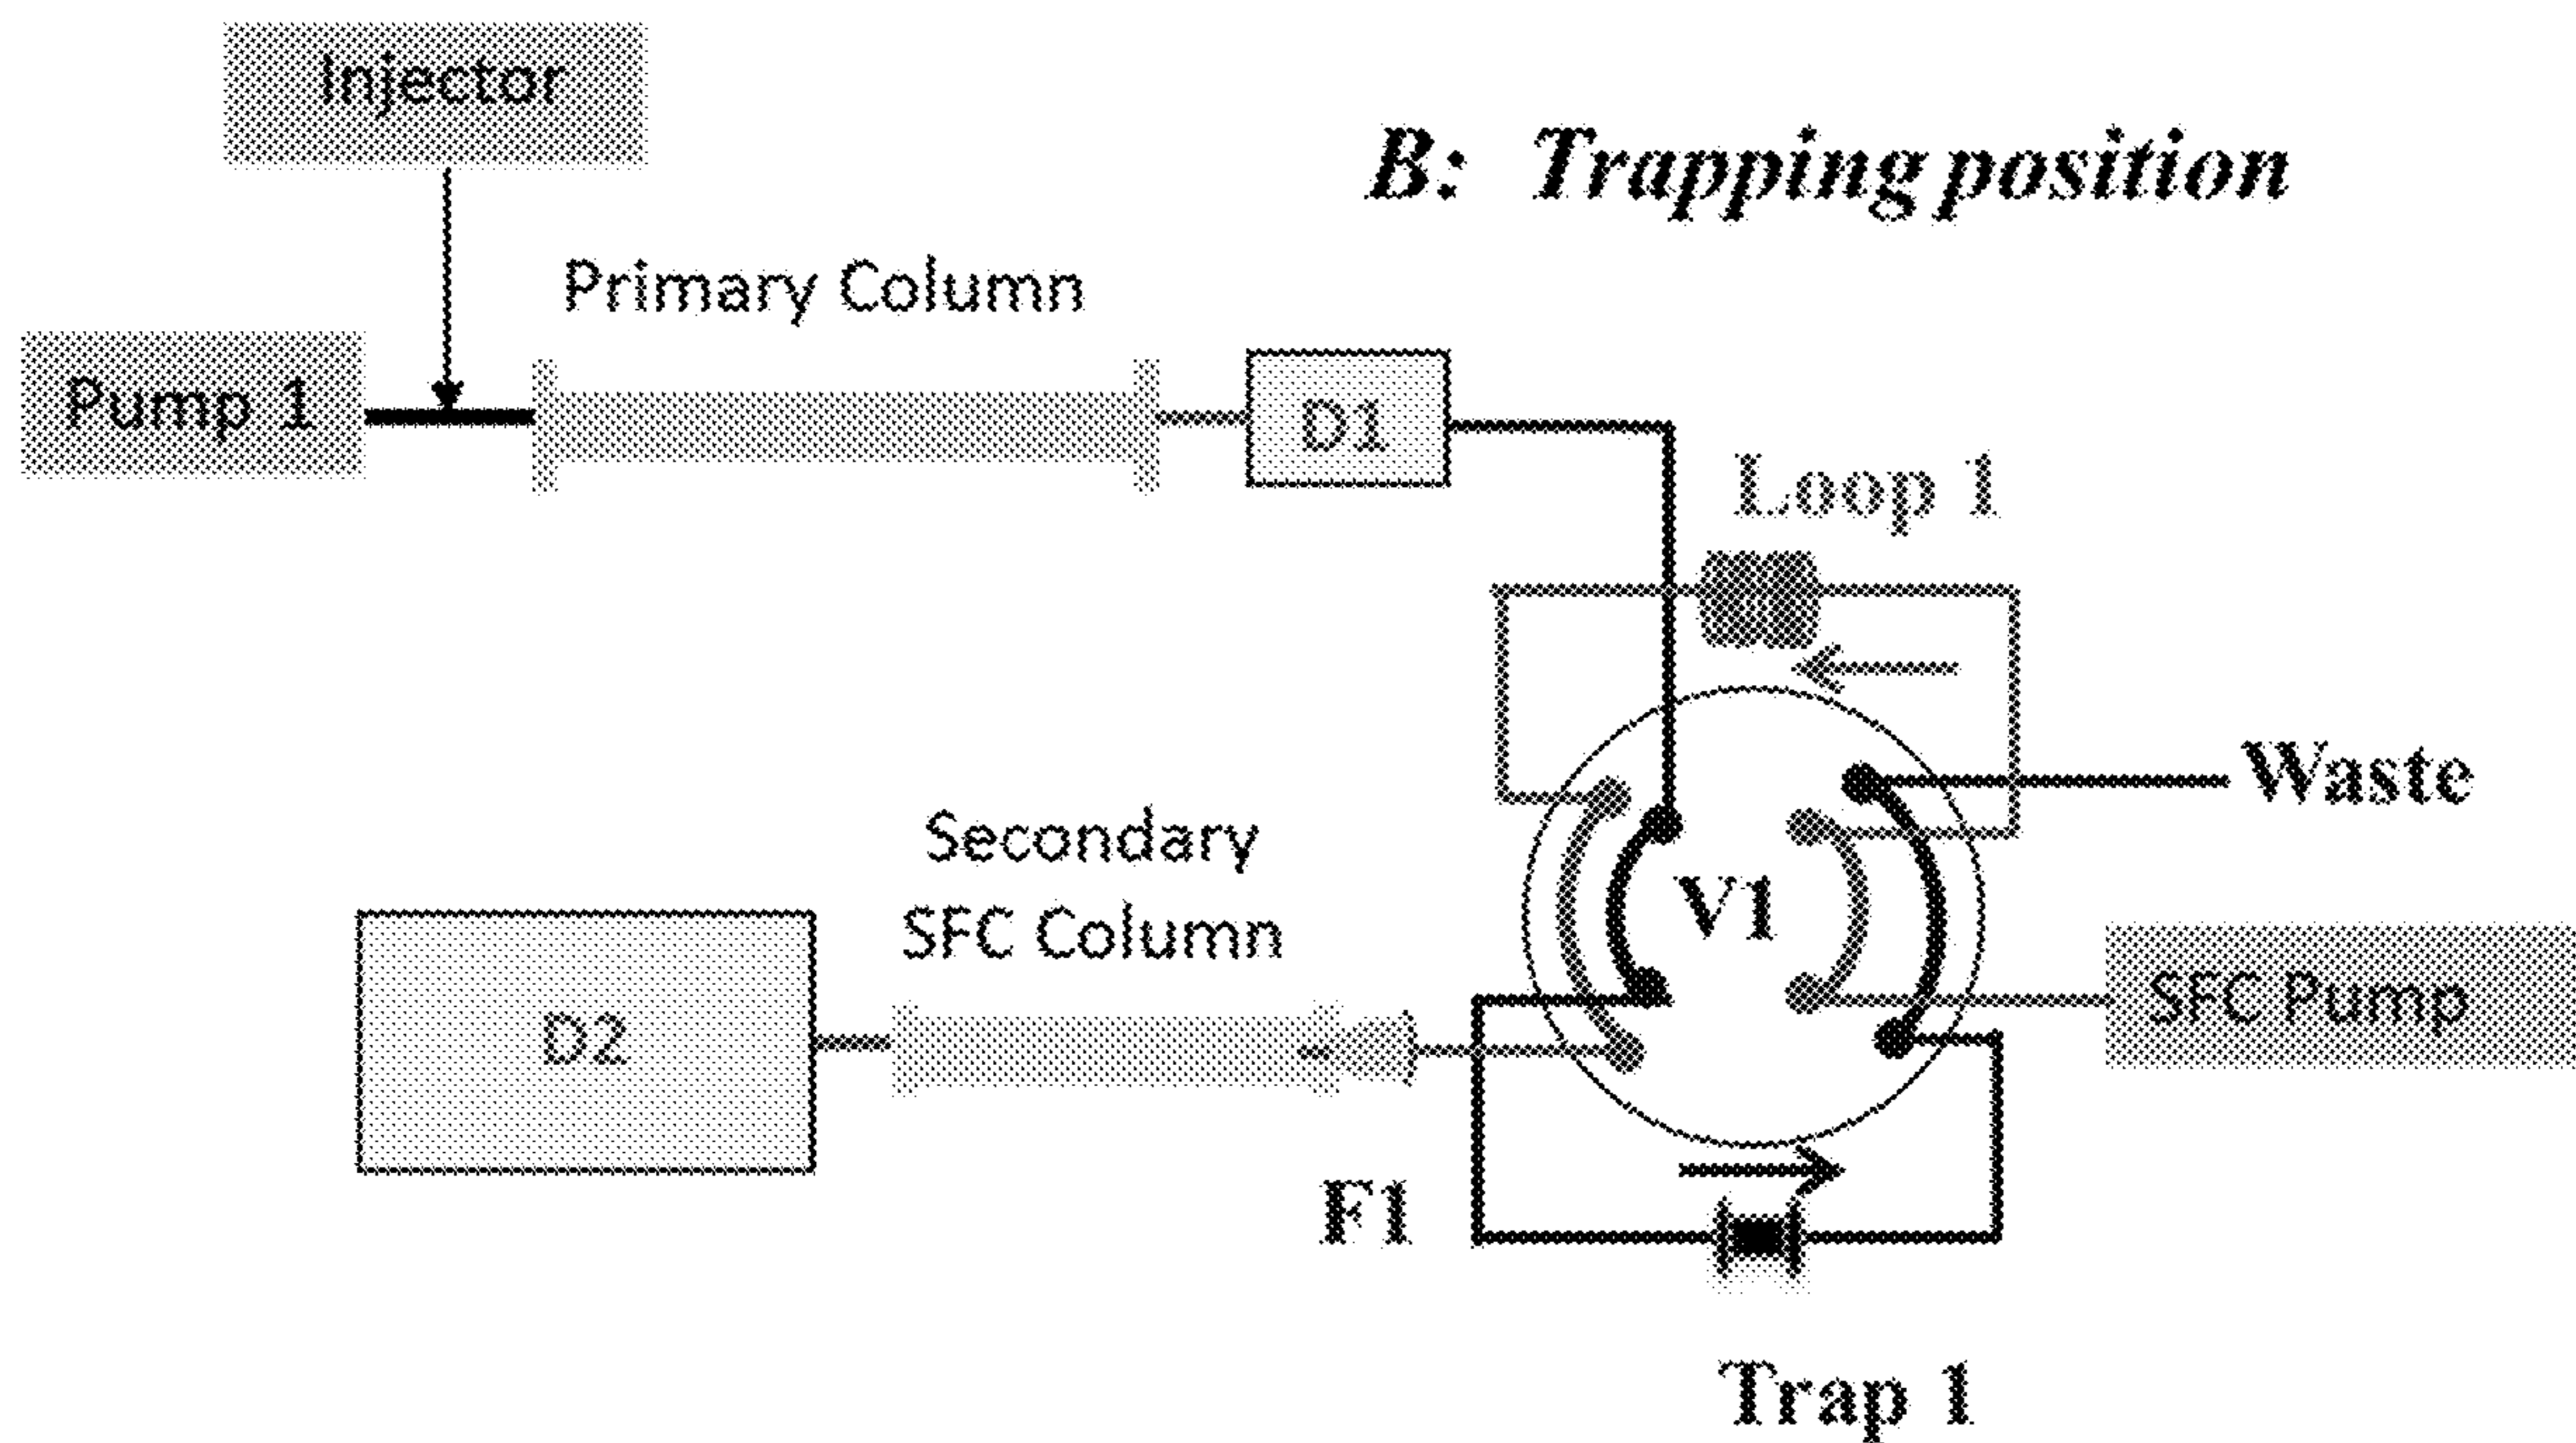 Injector
B: Trapping position
Primary Column
Pump 1
D1
Loop 1
Waste
Secondary
SFC Column
V1
SFC Pump
D2
F1
Trap 1